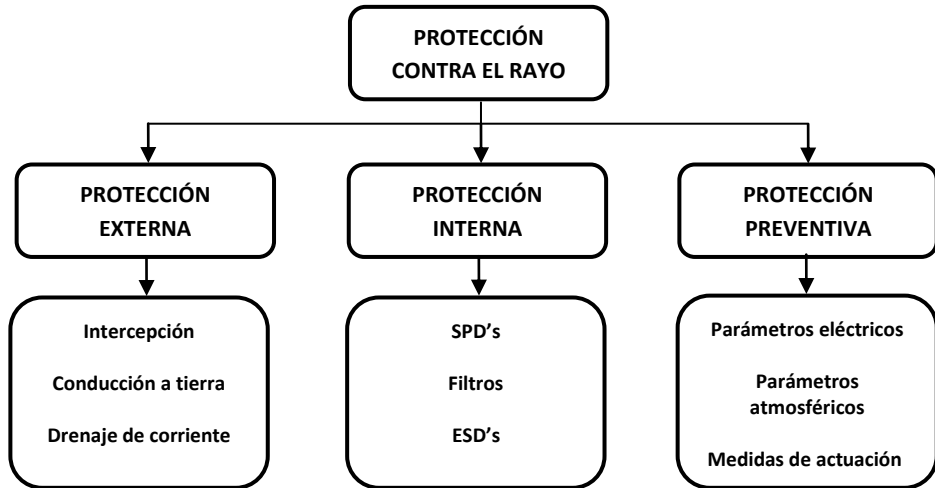 PROTECCIÓN
CONTRA EL RAYO
PROTECCIÓN
EXTERNA
PROTECCIÓN
INTERNA
PROTECCIÓN
PREVENTIVA
Intercepción
Conducción a tierra
Drenaje de corriente
SPD’s
Filtros
ESD’s
Parámetros eléctricos
Parámetros
atmosféricos
Medidas de actuación